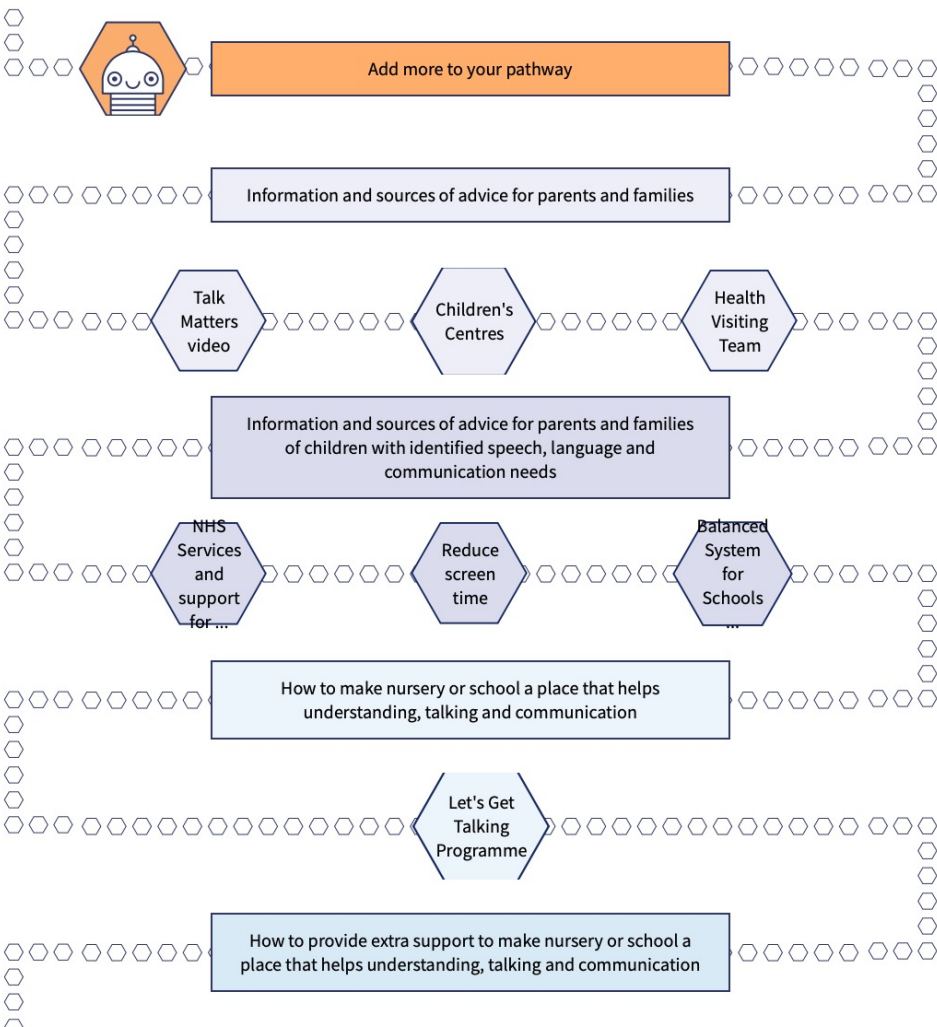 Add more to your pathway
Information and sources of advice for parents and families
Talk
Matters
video
Children's
Centres
Health
Visiting
Team
Information and sources of advice for parents and families
of children with identified speech, language and
communication needs
NHS
Services
and
support
for ...
Reduce
screen
time
Balanced
System
for
Schools
...
How to make nursery or school a place that helps
understanding, talking and communication
Let's Get
Talking
Programme
How to provide extra support to make nursery or school a
place that helps understanding, talking and communication